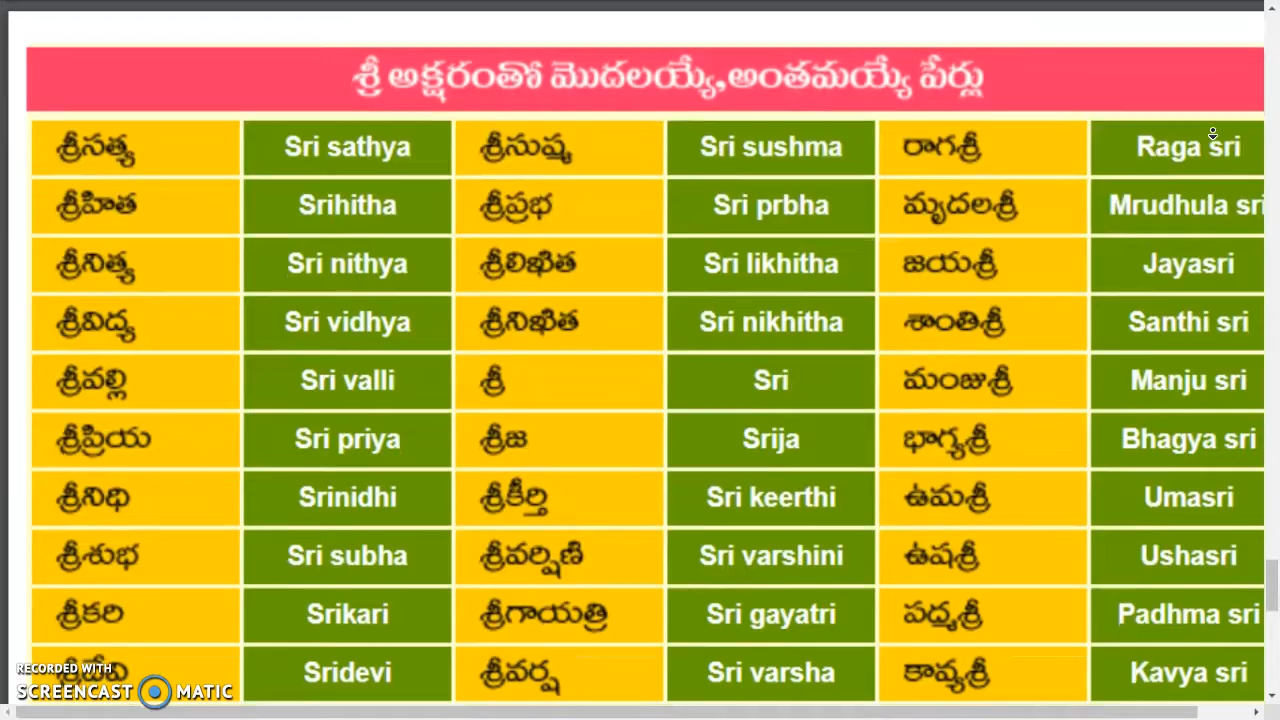 శ్రీ అక్షరంతో మొదలయ్యే,అంతమయ్యే పేర్లు
శ్రీసత్య Sri sathya శ్రీసుష్మ Sri sushma రాగశ్రీ Raga sri
శ్రీహిత Srihitha శ్రీప్రభ Sri prbha మృదలశ్రీ Mrudhula sri
శ్రీనిత్య Sri nithya శ్రీలిఖిత Sri likhitha జయశ్రీ Jayasri
శ్రీవిద్య Sri vidhya శ్రీనిఖిత Sri nikhitha శాంతిశ్రీ Santhi sri
శ్రీవల్లి Sri valli శ్రీ Sri మంజుశ్రీ Manju sri
శ్రీప్రియ Sri priya శ్రీజ Srija భాగ్యశ్రీ Bhagya sri
శ్రీనిధి Srinidhi శ్రీకీర్తి Sri keerthi ఉమశ్రీ Umasri
శ్రీశుభ Sri subha శ్రీవర్షిణి Sri varshini ఉషశ్రీ Ushasri
శ్రీకరి Srikari శ్రీగాయత్రి Sri gayatri పద్మశ్రీ Padhma sri
శ్రీదేవి Sridevi శ్రీవర్ష Sri varsha కావ్యశ్రీ Kavya sri
RECORDED WITH
SCREENCAST MATIC